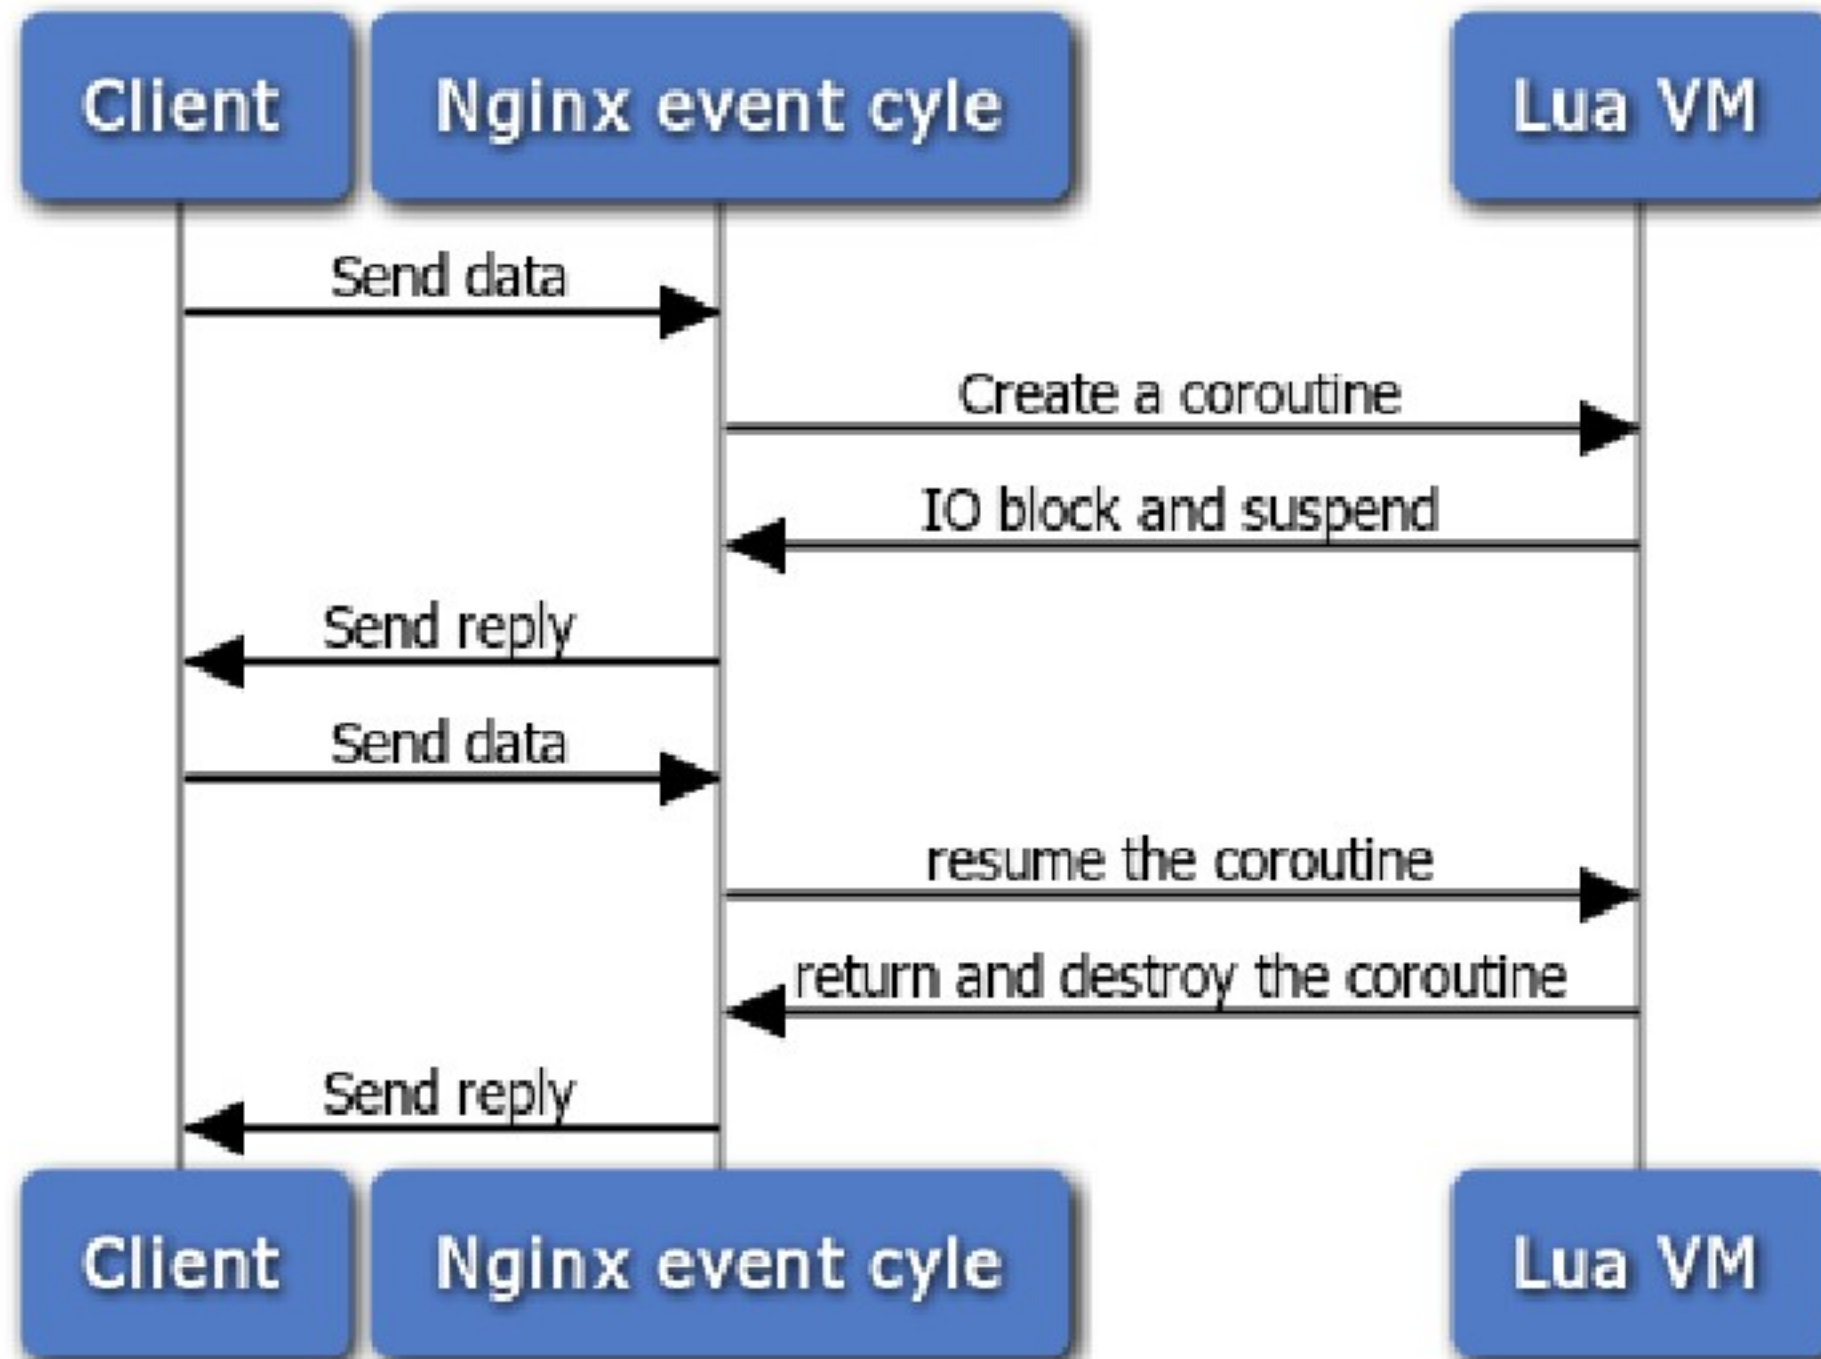 Client
Nginx event cyle
Lua VM
Send data
Create a coroutine
IO block and suspend
Send reply
Send data
resume the coroutine
return and destroy the coroutine
Send reply
Client
Nginx event cyle
Lua VM